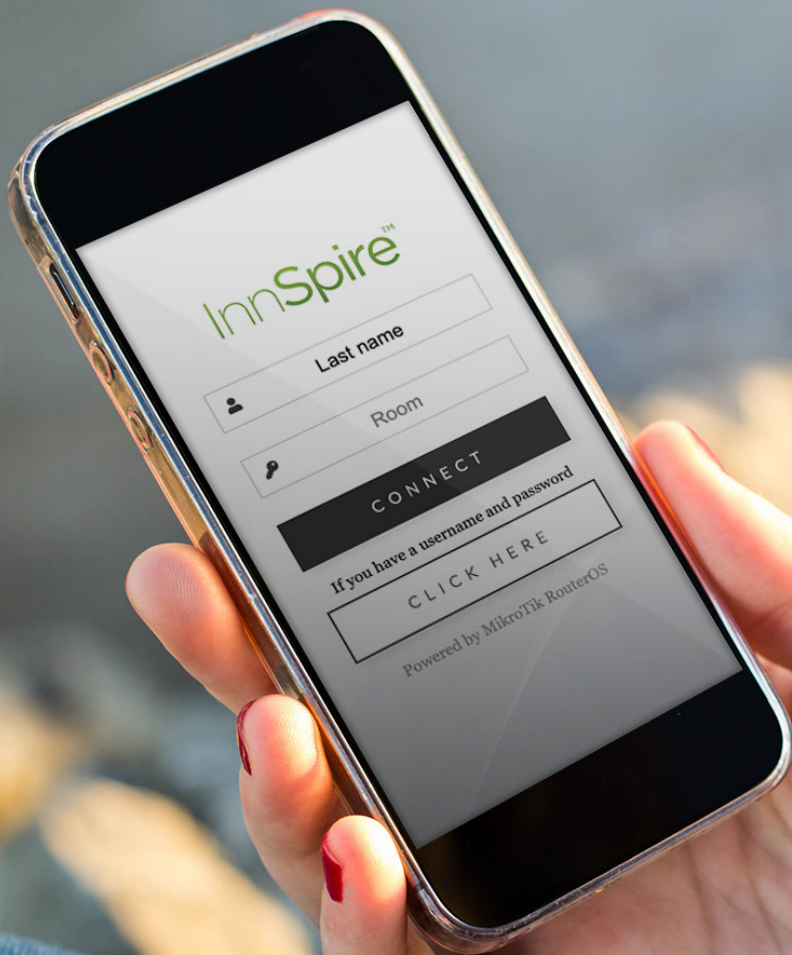 InnSpire™
Last name
Room
CONNECT
If you have a username and password
CLICK HERE
Powered by MikroTik RouterOS